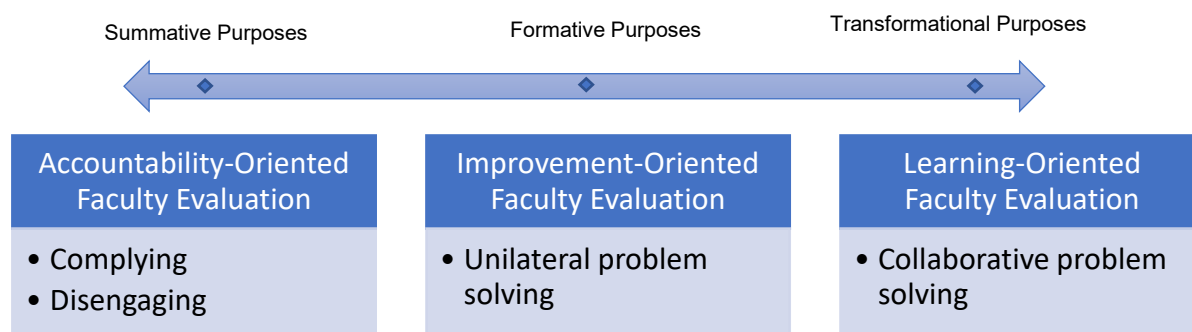 Summative Purposes
Formative Purposes
Transformational Purposes
Accountability-Oriented
Faculty Evaluation
• Complying
• Disengaging
Improvement-Oriented
Faculty Evaluation
• Unilateral problem
solving
Learning-Oriented
Faculty Evaluation
• Collaborative problem
solving